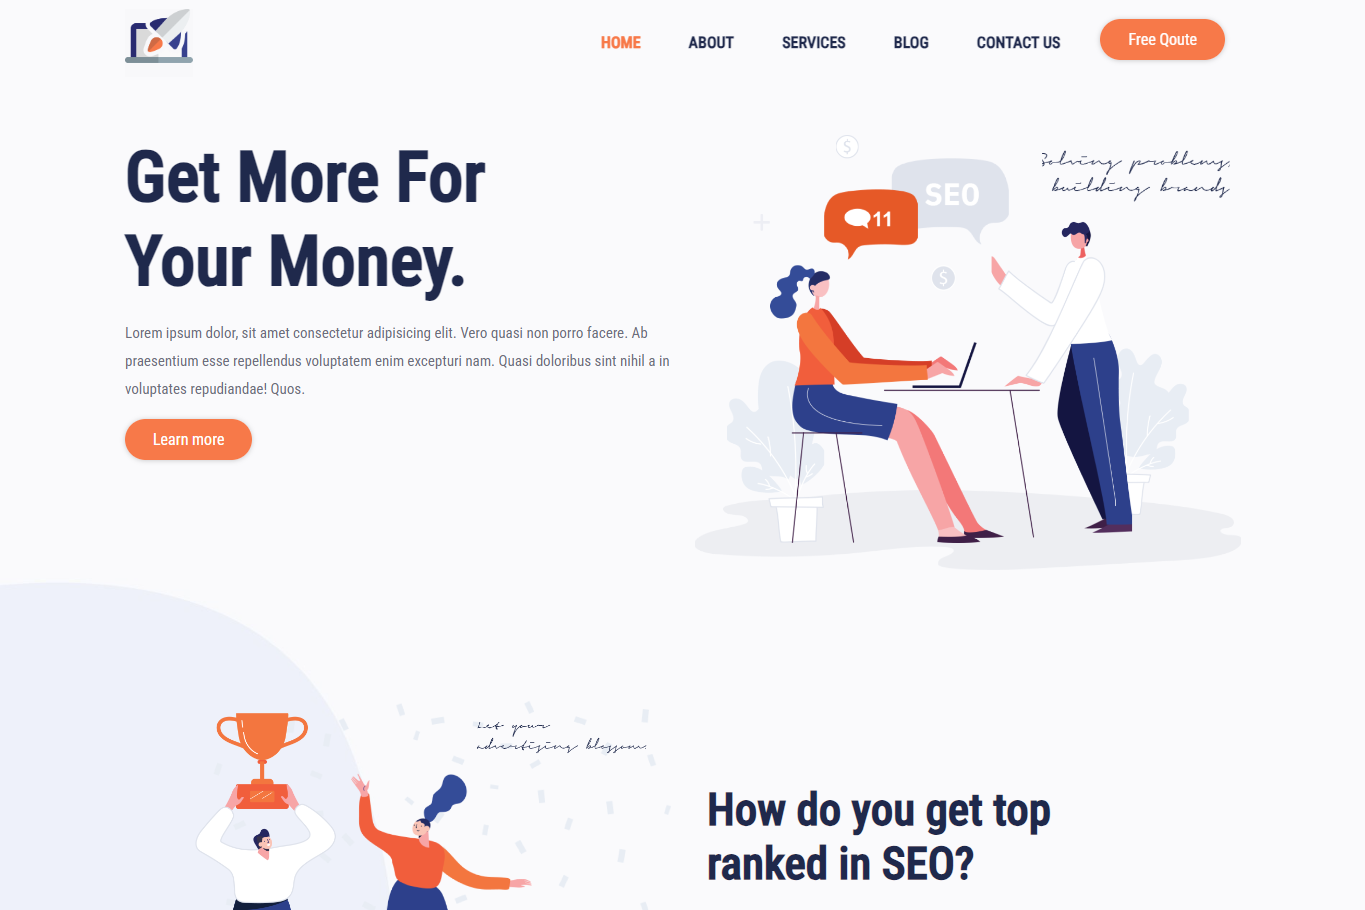 HOME ABOUT SERVICES BLOG CONTACT US Free Qoute
Get More For
Your Money.
Lorem ipsum dolor, sit amet consectetur adipisicing elit. Vero quasi non porro facere. Ab
praesentium esse repellendus voluptatem enim excepturi nam. Quasi doloribus sint nihil a in
voluptates repudiandae! Quos.
Learn more
$
SEO
11
$
Solving problems,
building brands
Let your
advertising blossom.
How do you get top
ranked in SEO?